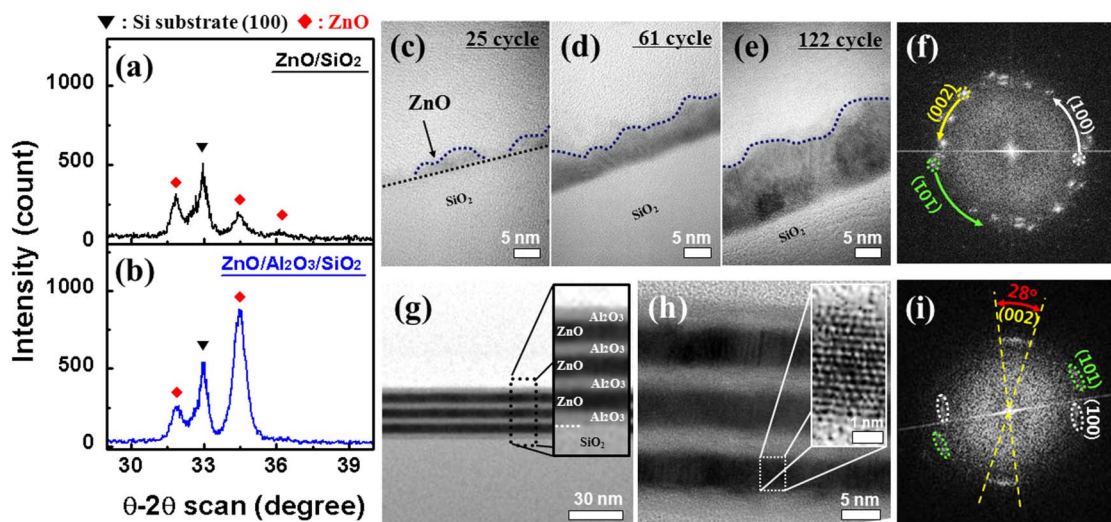 ▼ : Si substrate (100) ◆ : ZnO
(a)
ZnO/SiO₂
1000
500
0
(b)
ZnO/Al₂O₃/SiO₂
1000
500
0
Intensity (count)
30 33 36 39
θ-2θ scan (degree)
(c) 25 cycle
ZnO
SiO₂
5 nm
(d) 61 cycle
SiO₂
5 nm
(e) 122 cycle
SiO₂
5 nm
(f)
(002)
(100)
(101)
(g)
Al₂O₃
ZnO
Al₂O₃
ZnO
Al₂O₃
ZnO
Al₂O₃
SiO₂
30 nm
(h)
1 nm
5 nm
(i)
28°
(002)
(101)
(100)